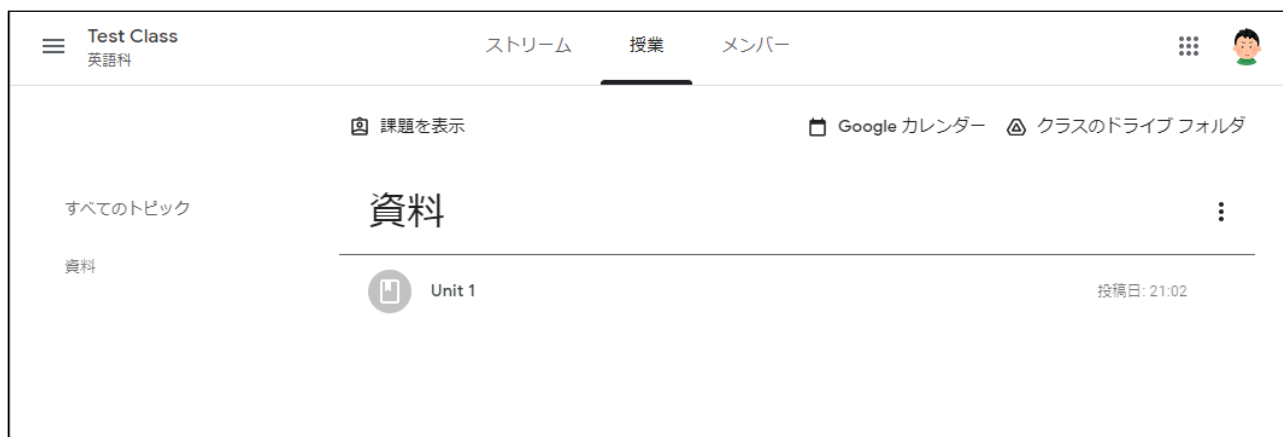 Test Class
英語科
ストリーム 授業 メンバー
課題を表示 Google カレンダー クラスのドライブ フォルダ
すべてのトピック
資料
資料
Unit 1 投稿日: 21:02